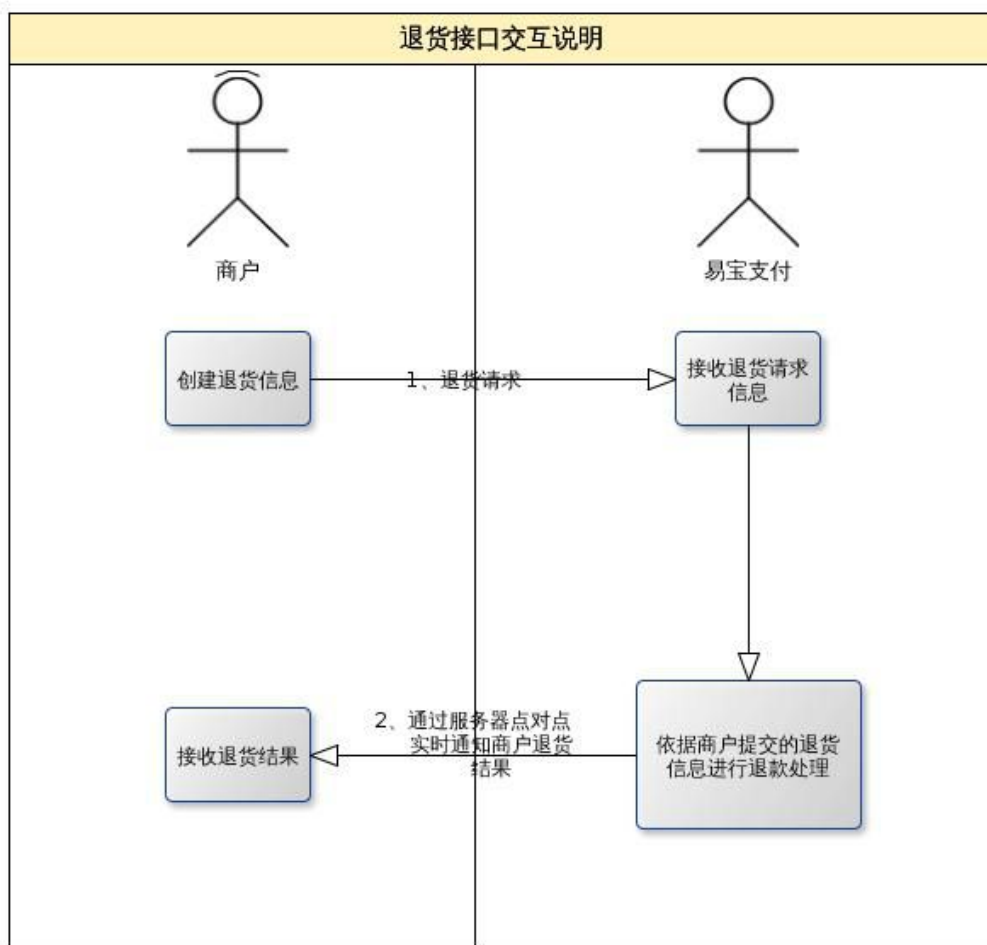 退货接口交互说明
商户
易宝支付
创建退货信息
1、退货请求
接收退货请求
信息
接收退货结果
2、通过服务器点对点
实时通知商户退货
结果
依据商户提交的退货
信息进行退款处理